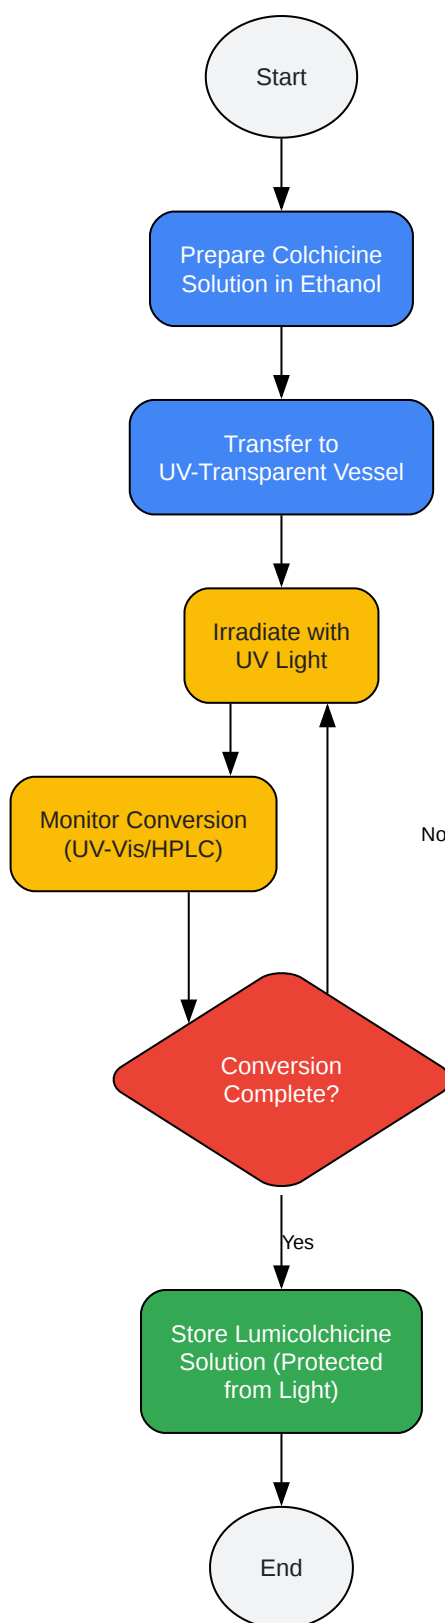 Start
Prepare Colchicine
Solution in Ethanol
Transfer to
UV-Transparent Vessel
Irradiate with
UV Light
Monitor Conversion
(UV-Vis/HPLC)
No
Conversion
Complete?
Yes
Store Lumicolchicine
Solution (Protected
from Light)
End